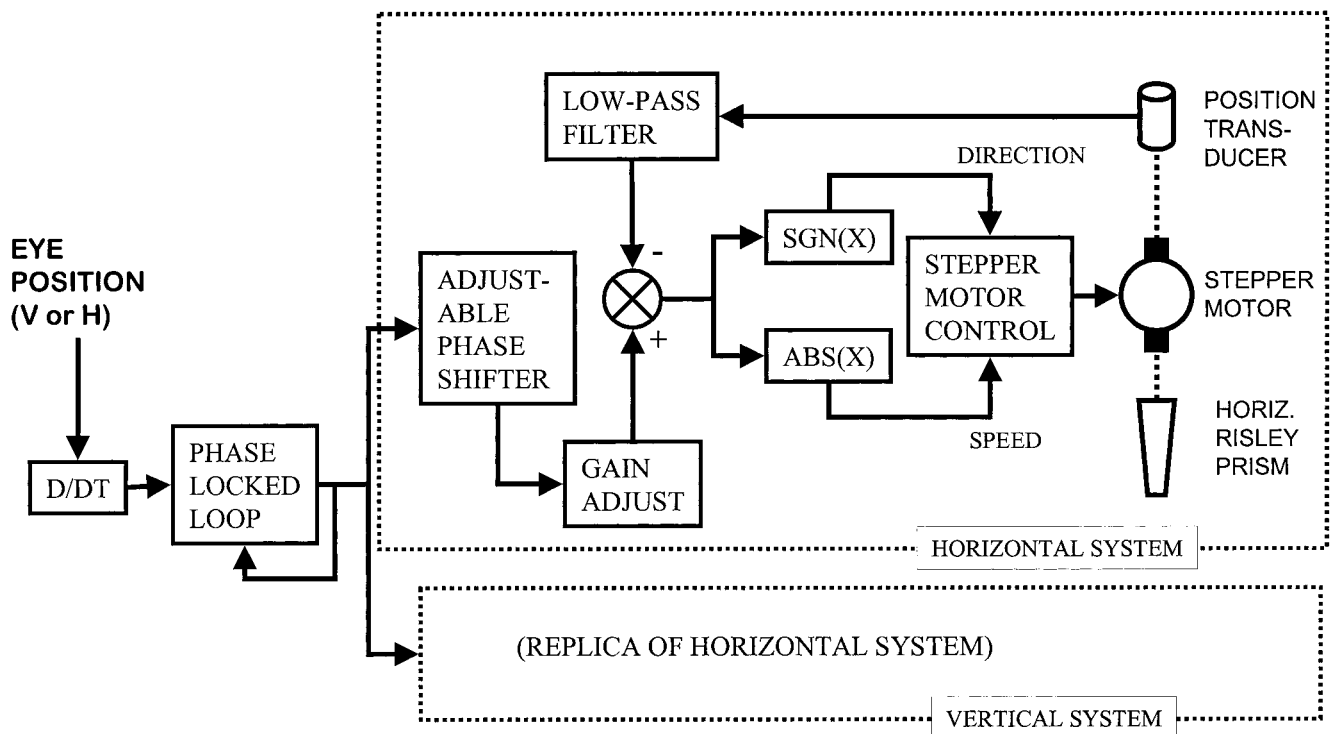 LOW-PASS
FILTER
POSITION
TRANS-
DUCER
DIRECTION
EYE
POSITION
(V or H)
ADJUST-
ABLE
PHASE
SHIFTER
-
+
SGN(X)
ABS(X)
STEPPER
MOTOR
CONTROL
STEPPER
MOTOR
SPEED
HORIZ.
RISLEY
PRISM
D/DT
PHASE
LOCKED
LOOP
GAIN
ADJUST
HORIZONTAL SYSTEM
(REPLICA OF HORIZONTAL SYSTEM)
VERTICAL SYSTEM